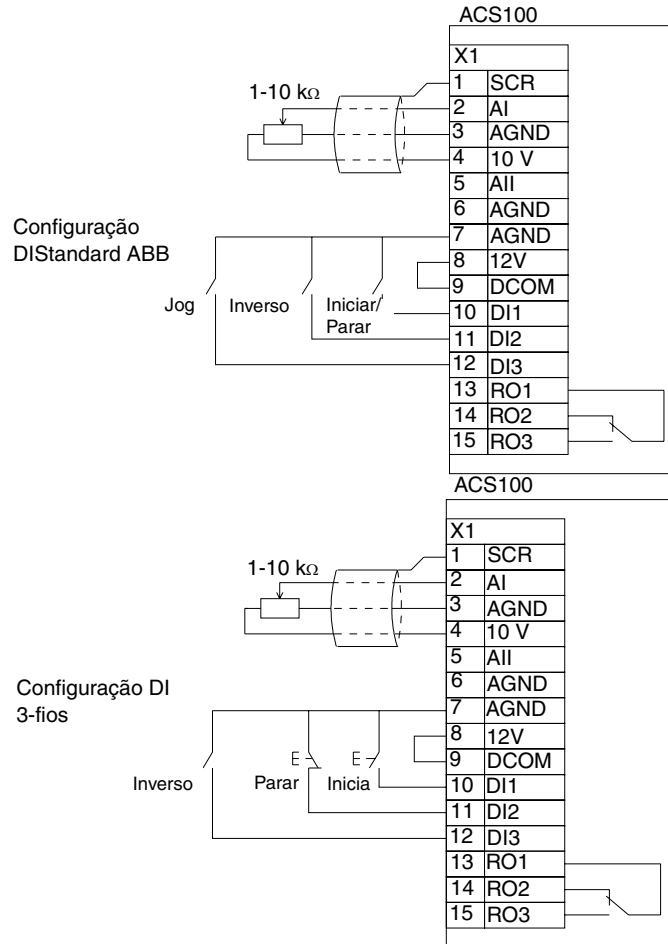 ACS100
X1
1 SCR
1-10 kΩ
2 AI
3 AGND
4 10 V
5 AII
6 AGND
Configuração
DIStandard ABB
7 AGND
8 12V
9 DCOM
Jog Inverso Iniciar/
Parar
10 DI1
11 DI2
12 DI3
13 RO1
14 RO2
15 RO3
ACS100
X1
1 SCR
1-10 kΩ
2 AI
3 AGND
4 10 V
5 AII
6 AGND
Configuração DI
3-fios
7 AGND
8 12V
9 DCOM
Inverso Parar Inicia
10 DI1
11 DI2
12 DI3
13 RO1
14 RO2
15 RO3